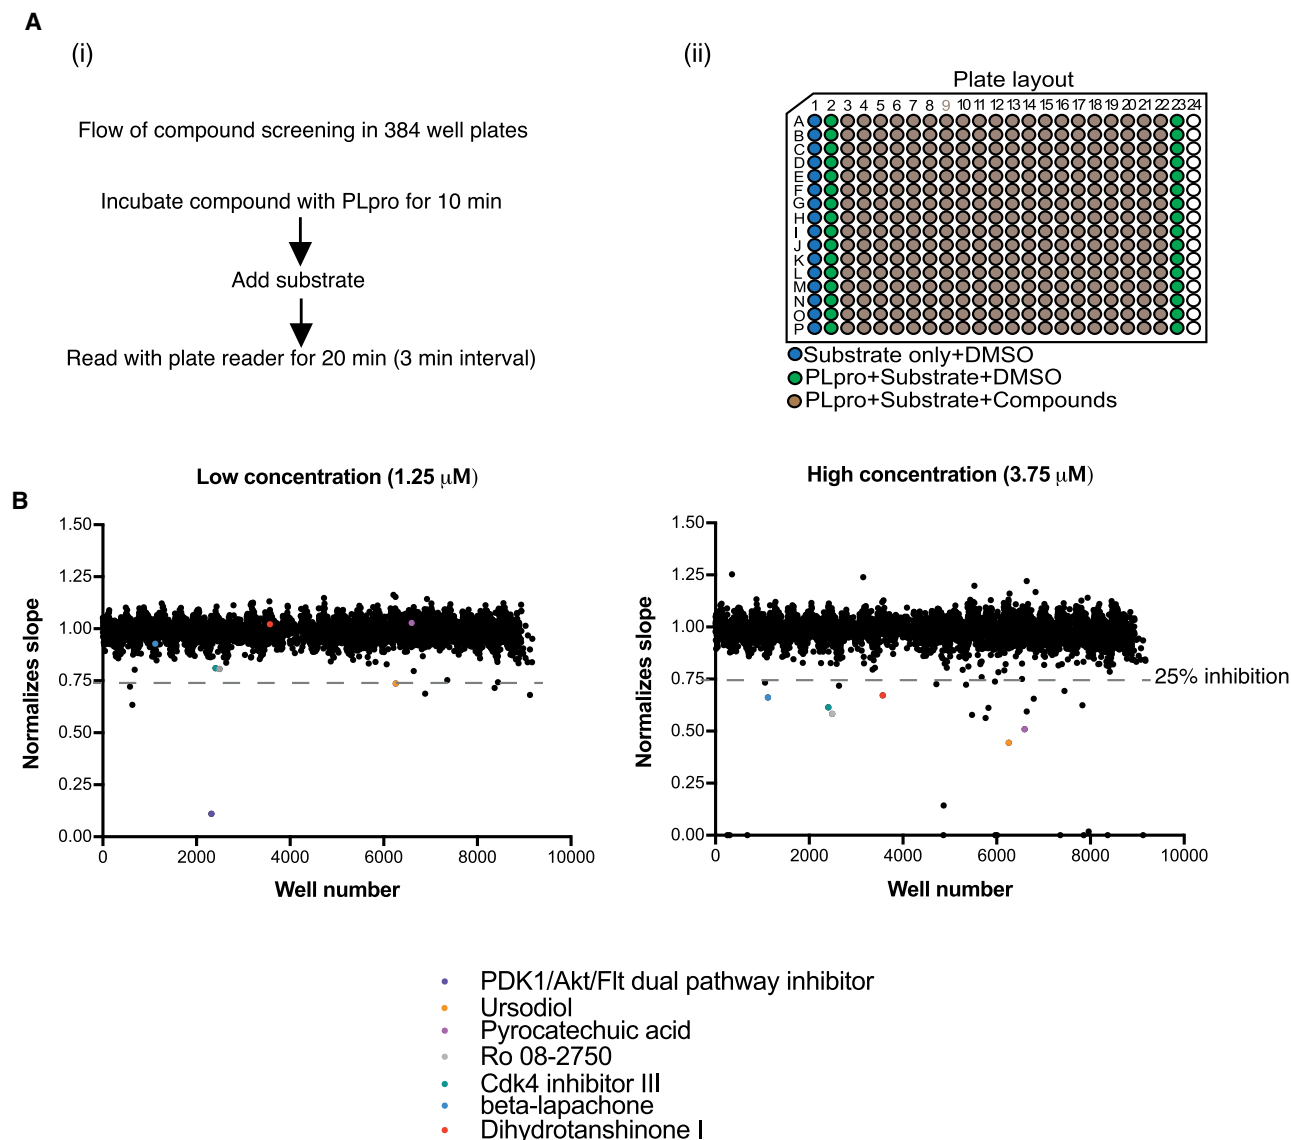 A
(i)
Flow of compound screening in 384 well plates
Incubate compound with PLpro for 10 min
Add substrate
Read with plate reader for 20 min (3 min interval)
(ii)
Plate layout
1 2 3 4 5 6 7 8 9 10 11 12 13 14 15 16 17 18 19 20 21 22 23 24
A
B
C
D
E
F
G
H
I
J
K
L
M
N
O
P
Substrate only+DMSO
PLpro+Substrate+DMSO
PLpro+Substrate+Compounds
B
Low concentration (1.25 μM)
Normalizes slope
1.50
1.25
1.00
0.75
0.50
0.25
0.00
0 2000 4000 6000 8000 10000
Well number
High concentration (3.75 μM)
Normalizes slope
1.50
1.25
1.00
0.75
0.50
0.25
0.00
25% inhibition
0 2000 4000 6000 8000 10000
Well number
PDK1/Akt/Flt dual pathway inhibitor
Ursodiol
Pyrocatechuic acid
Ro 08-2750
Cdk4 inhibitor III
beta-lapachone
Dihydrotanshinone I